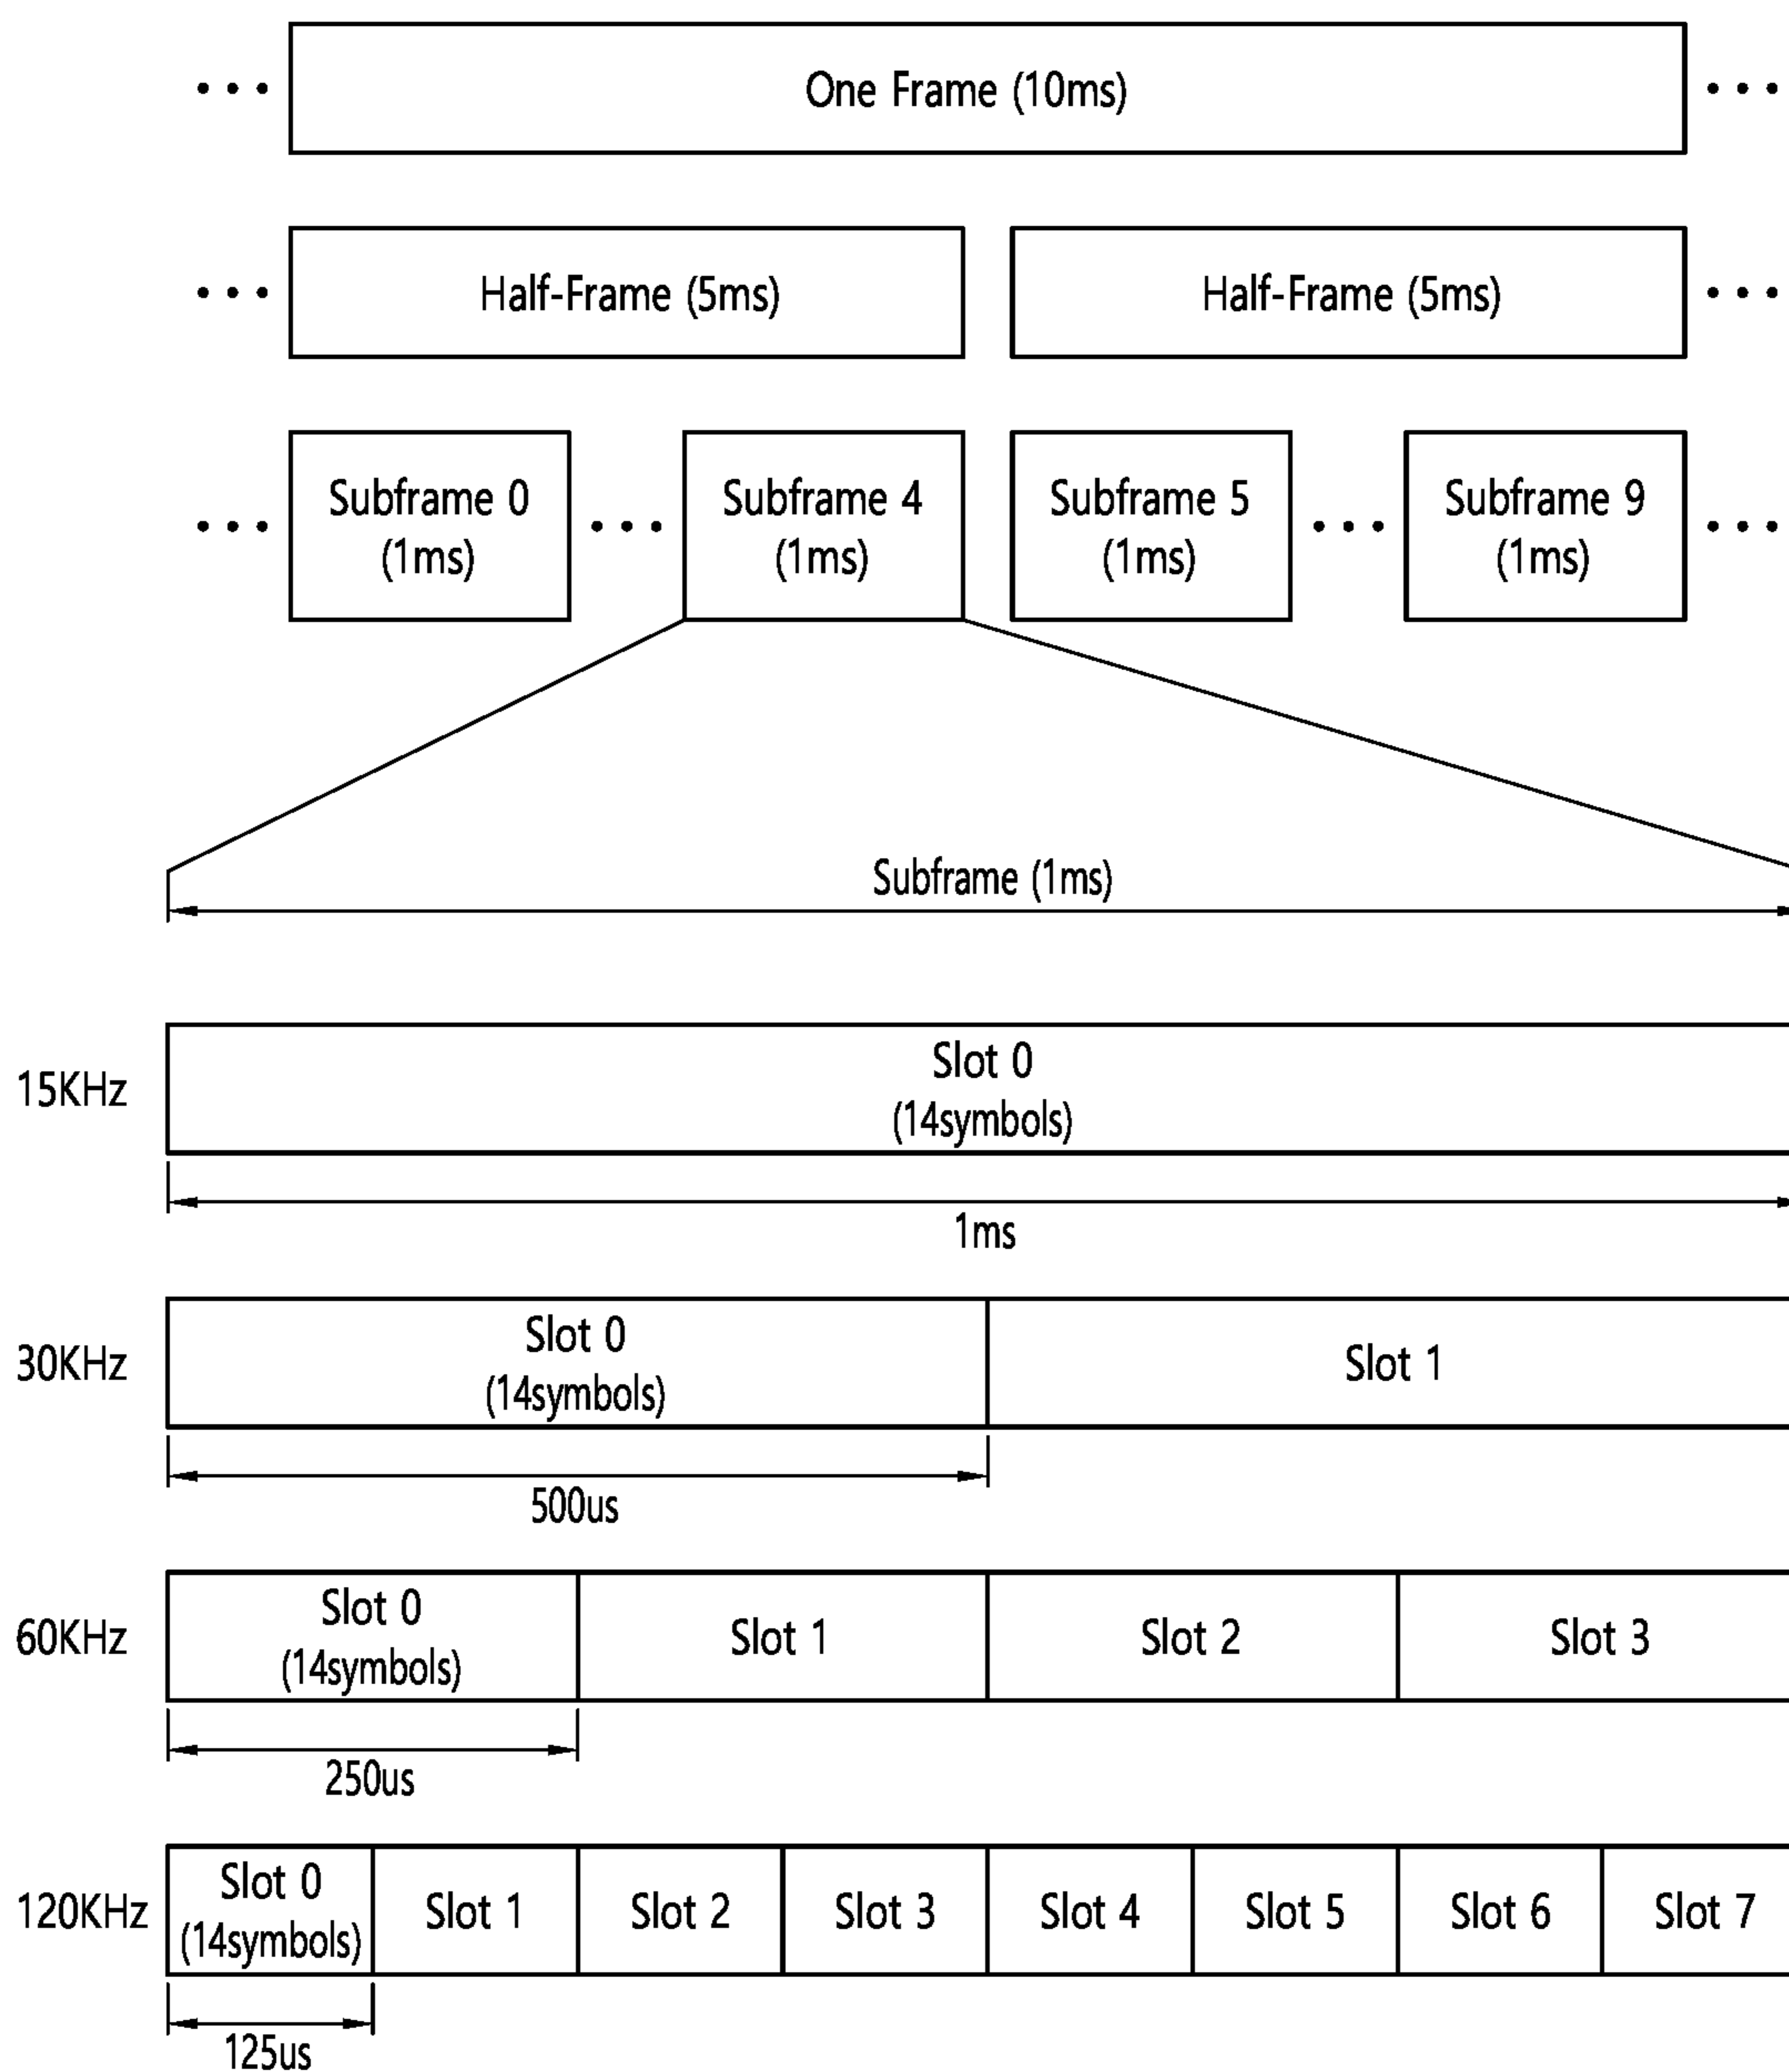 One Frame (10ms)
Half-Frame (5ms) Half-Frame (5ms)
Subframe 0
(1ms)
Subframe 4
(1ms)
Subframe 5
(1ms)
Subframe 9
(1ms)
Subframe (1ms)
15KHz
Slot 0
(14symbols)
1ms
30KHz
Slot 0
(14symbols)
Slot 1
500us
60KHz
Slot 0
(14symbols)
Slot 1
Slot 2
Slot 3
250us
120KHz
Slot 0
(14symbols)
Slot 1
Slot 2
Slot 3
Slot 4
Slot 5
Slot 6
Slot 7
125us